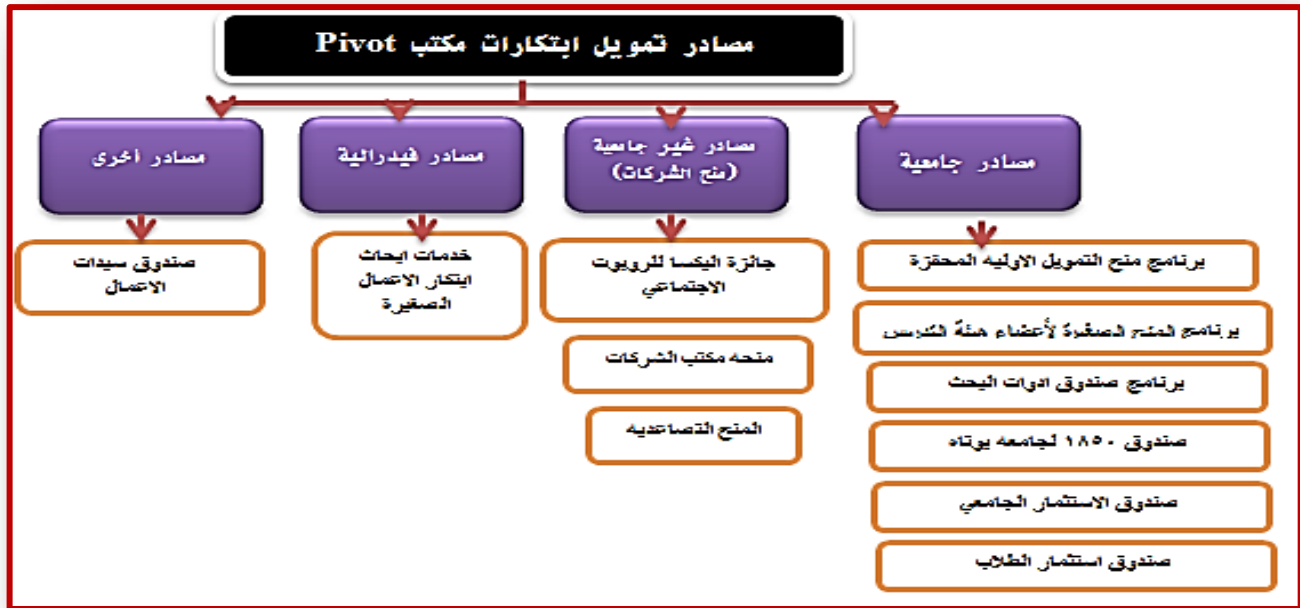 مصادر تمويل ابتكارات مكتب Pivot
مصادر جامعية
مصادر غير جامعية
(منح الشركات)
مصادر فيدرالية
مصادر أخرى
برنامج منح التمويل الاوليه المحفزة
برنامج المنح الصغيرة لأعضاء هيئة التدريس
برنامج صندوق ادوات البحث
صندوق ١٨٥٠ لجامعه يوتاه
صندوق الاستثمار الجامعي
صندوق استثمار الطلاب
جائزة اليكسا للروبوت
الاجتماعي
منحه مكتب الشركات
المنح التصاعديه
خدمات ابحاث
ابتكار الاعمال
الصغيرة
صندوق سيدات
الاعمال